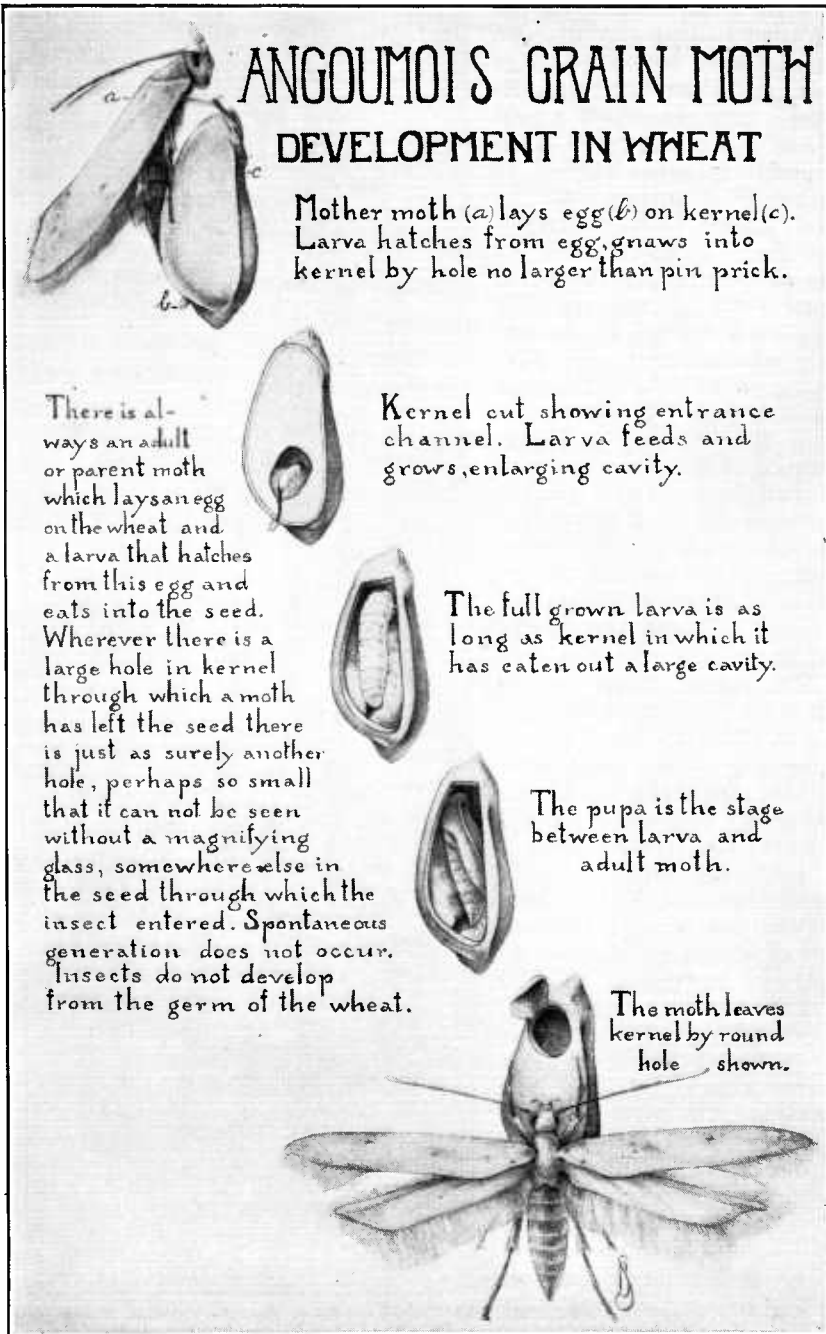 ANGOUMOIS GRAIN MOTH
DEVELOPMENT IN WHEAT
a
c
b
Mother moth (a) lays egg (b) on kernel (c).
Larva hatches from egg, gnaws into
kernel by hole no larger than pin prick.
Kernel cut showing entrance
channel. Larva feeds and
grows, enlarging cavity.
There is al-
ways an adult
or parent moth
which lays an egg
on the wheat and
a larva that hatches
from this egg and
eats into the seed.
Wherever there is a
large hole in kernel
through which a moth
has left the seed there
is just as surely another
hole, perhaps so small
that it can not be seen
without a magnifying
glass, somewhere else in
the seed through which the
insect entered. Spontaneous
generation does not occur.
Insects do not develop
from the germ of the wheat.
The full grown larva is as
long as kernel in which it
has eaten out a large cavity.
The pupa is the stage
between larva and
adult moth.
The moth leaves
kernel by round
hole shown.